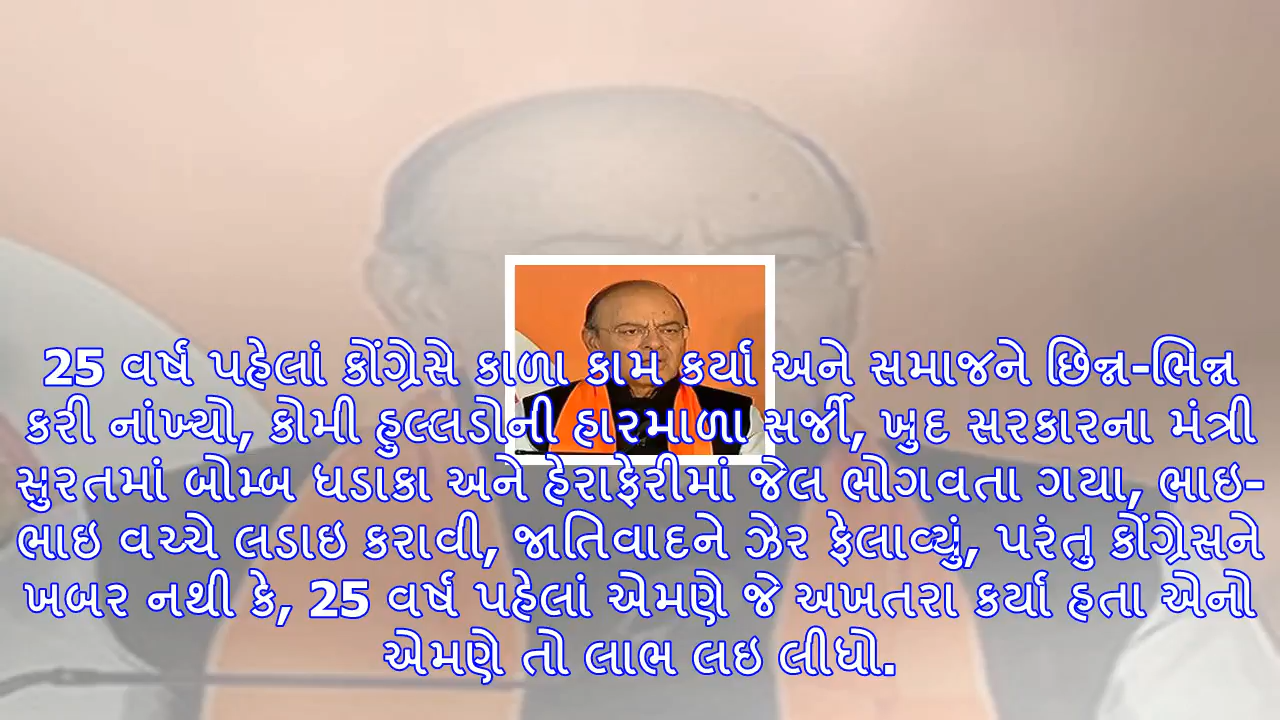 25 વર્ષ પહેલાં કોંગ્રેસે કાળા કામ કર્યા અને સમાજને છિન્ન-ભિન્ન
કરી નાંખ્યો, કોમી હુલ્લડોની હારમાળા સર્જી, ખુદ સરકારના મંત્રી
સુરતમાં બોમ્બ ધડાકા અને હેરાફેરીમાં જેલ ભોગવતા ગયા, ભાઇ-
ભાઇ વચ્ચે લડાઇ કરાવી, જાતિવાદને ઝેર ફેલાવ્યું, પરંતુ કોંગ્રેસને
ખબર નથી કે, 25 વર્ષ પહેલાં એમણે જે અખતરા કર્યા હતા એનો
એમણે તો લાભ લઇ લીધો.